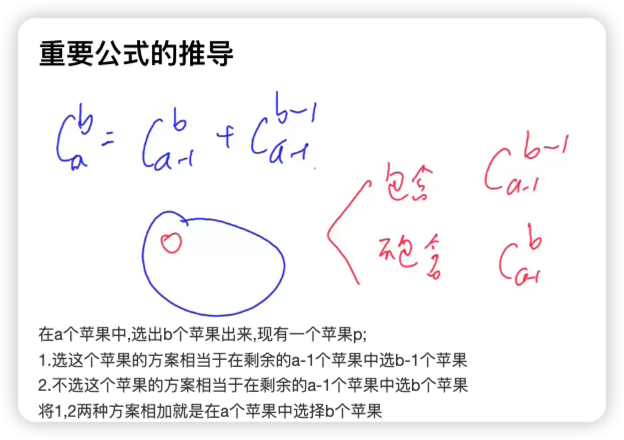 重要公式的推导
C_a^b = C_{a-1}^b + C_{a-1}^{b-1}
包含 C_{a-1}^{b-1}
不包含 C_{a-1}^b
在a个苹果中,选出b个苹果出来,现有一个苹果p;
1.选这个苹果的方案相当于在剩余的a-1个苹果中选b-1个苹果
2.不选这个苹果的方案相当于在剩余的a-1个苹果中选b个苹果
将1,2两种方案相加就是在a个苹果中选择b个苹果